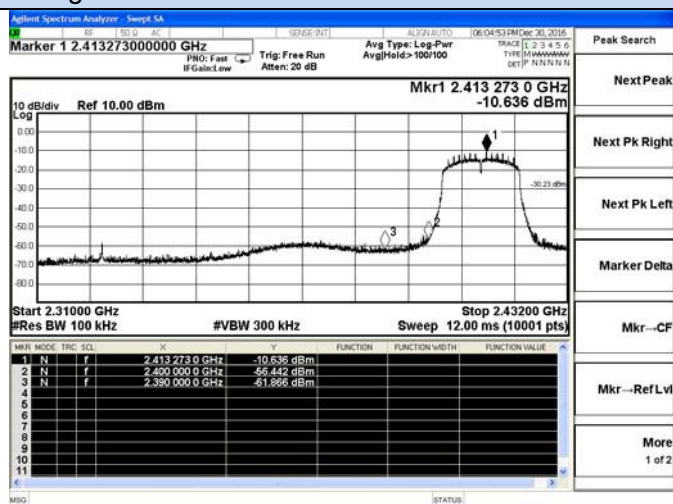 Agilent Spectrum Analyzer - Swept SA
RF 50 Ω AC SENSE:INT ALIGNAUTO 06:04:53 PM Dec 30, 2016
Marker 1 2.413273000000 GHz
PNO: Fast
IFGain:Low
Trig: Free Run
Atten: 20 dB
Avg Type: Log-Pwr
Avg|Hold:> 100/100
TRACE 1 2 3 4 5 6
TYPE MWWWWW
DET P NNNNN
Peak Search
Mkr1 2.413 273 0 GHz
-10.636 dBm
10 dB/div Ref 10.00 dBm
Log
0.00
-10.0
-20.0
-30.0
-40.0
-50.0
-60.0
-70.0
-80.0
1
2
3
-30.23 dBm
Start 2.31000 GHz
Stop 2.43200 GHz
#Res BW 100 kHz
#VBW 300 kHz
Sweep 12.00 ms (10001 pts)
MKR MODE TRC SCL X Y FUNCTION FUNCTION WIDTH FUNCTION VALUE
1 N f 2.413 273 0 GHz -10.636 dBm
2 N f 2.400 000 0 GHz -56.442 dBm
3 N f 2.390 000 0 GHz -61.866 dBm
4
5
6
7
8
9
10
11
MSG
STATUS
Next Peak
Next Pk Right
Next Pk Left
Marker Delta
Mkr→CF
Mkr→Ref Lvl
More
1 of 2